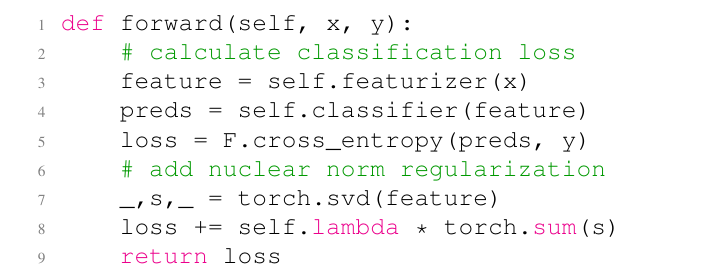 1 def forward(self, x, y):
2     # calculate classification loss
3     feature = self.featurizer(x)
4     preds = self.classifier(feature)
5     loss = F.cross_entropy(preds, y)
6     # add nuclear norm regularization
7     _,s,_ = torch.svd(feature)
8     loss += self.lambda * torch.sum(s)
9     return loss